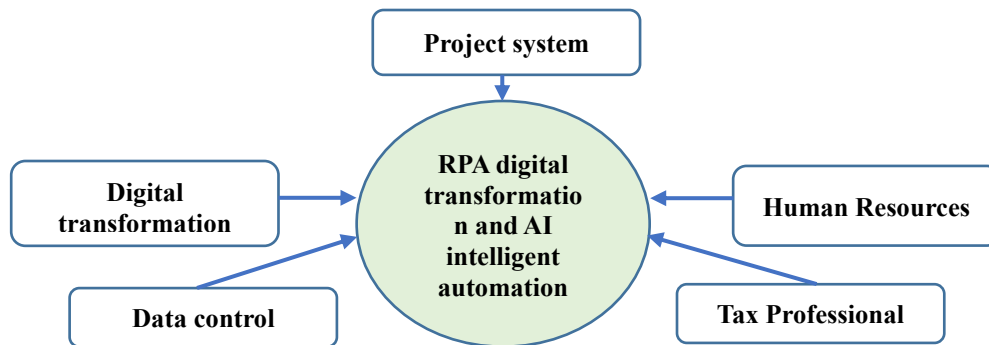 Project system
Digital
transformation
RPA digital
transformatio
n and AI
intelligent
automation
Human Resources
Data control
Tax Professional